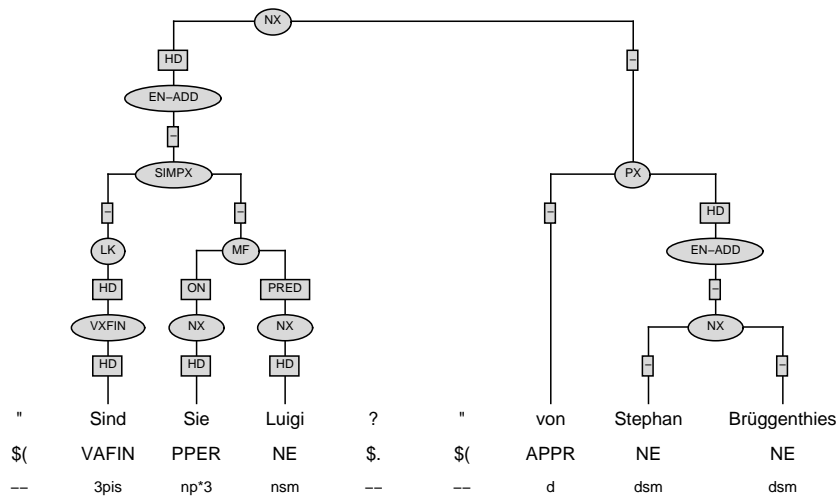 NX
HD –
EN–ADD
–
SIMPX PX
– – – HD
LK MF EN–ADD
HD ON PRED –
VXFIN NX NX NX
HD HD HD – –
" Sind Sie Luigi ? " von Stephan Brüggenthies
$( VAFIN PPER NE $. $( APPR NE NE
–– 3pis np*3 nsm –– –– d dsm dsm